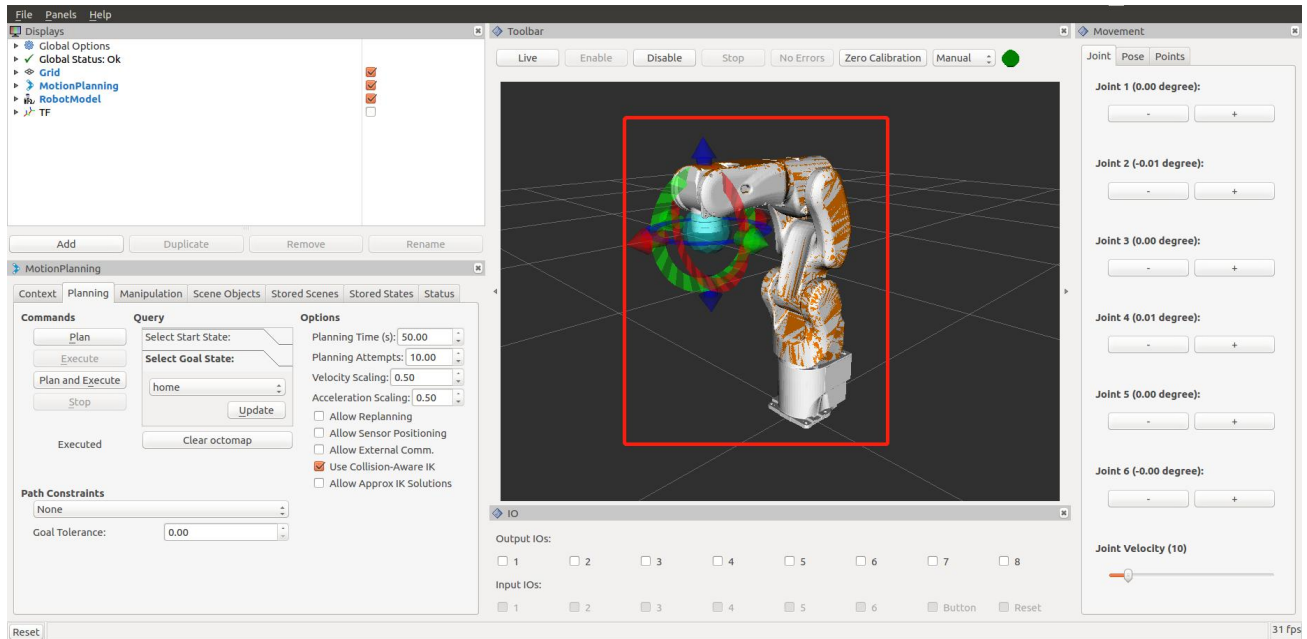 File Panels Help
Displays
Global Options
Global Status: Ok
Grid
MotionPlanning
RobotModel
TF
Add Duplicate Remove Rename
MotionPlanning
Context Planning Manipulation Scene Objects Stored Scenes Stored States Status
Commands Query Options
Plan Select Start State: Planning Time (s): 50.00
Execute Select Goal State: Planning Attempts: 10.00
Plan and Execute home Velocity Scaling: 0.50
Stop Update Acceleration Scaling: 0.50
Allow Replanning
Executed Clear octomap Allow Sensor Positioning
Allow External Comm.
Use Collision-Aware IK
Allow Approx IK Solutions
Path Constraints
None
Goal Tolerance: 0.00
Toolbar
Live Enable Disable Stop No Errors Zero Calibration Manual
IO
Output IOs:
1 2 3 4 5 6 7 8
Input IOs:
1 2 3 4 5 6 Button Reset
Movement
Joint Pose Points
Joint 1 (0.00 degree):
- +
Joint 2 (-0.01 degree):
- +
Joint 3 (0.00 degree):
- +
Joint 4 (0.01 degree):
- +
Joint 5 (0.00 degree):
- +
Joint 6 (-0.00 degree):
- +
Joint Velocity (10)
Reset 31 fps